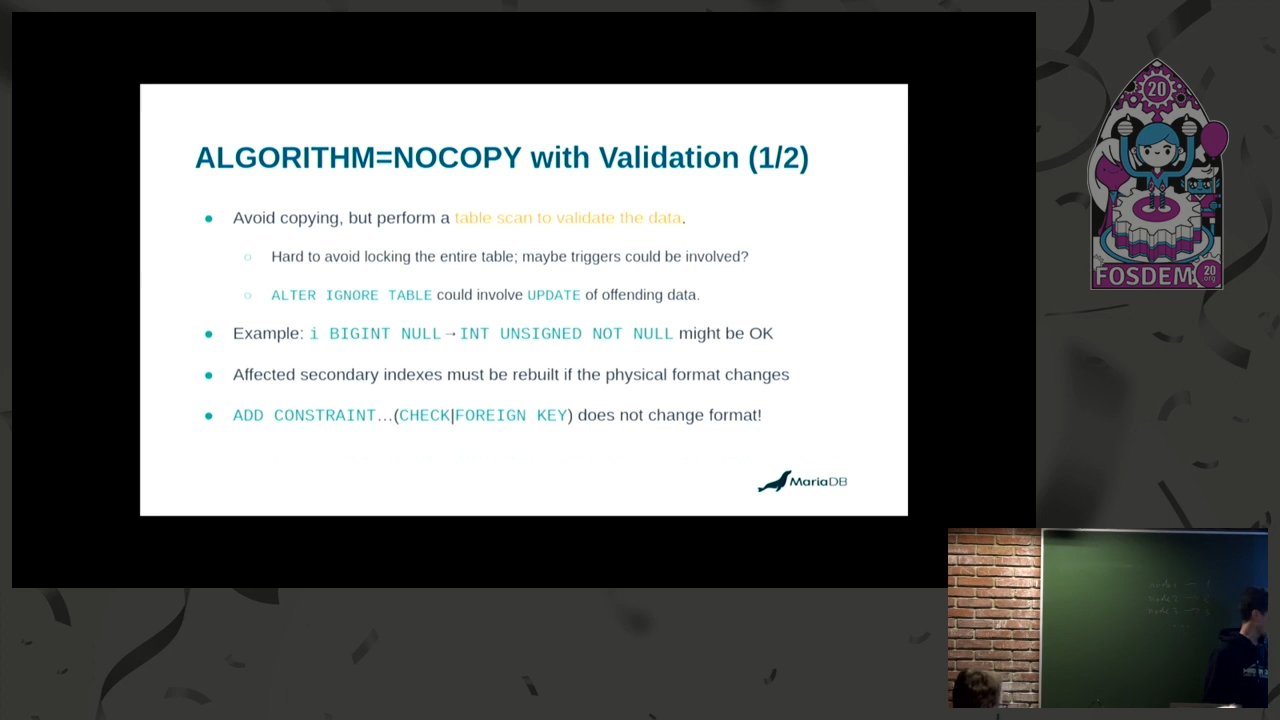 ALGORITHM=NOCOPY with Validation (1/2)
Avoid copying, but perform a table scan to validate the data.
Hard to avoid locking the entire table; maybe triggers could be involved?
ALTER IGNORE TABLE could involve UPDATE of offending data.
Example: i BIGINT NULL→INT UNSIGNED NOT NULL might be OK
Affected secondary indexes must be rebuilt if the physical format changes
ADD CONSTRAINT…(CHECK|FOREIGN KEY) does not change format!
MariaDB
20
FOSDEM
20
.org